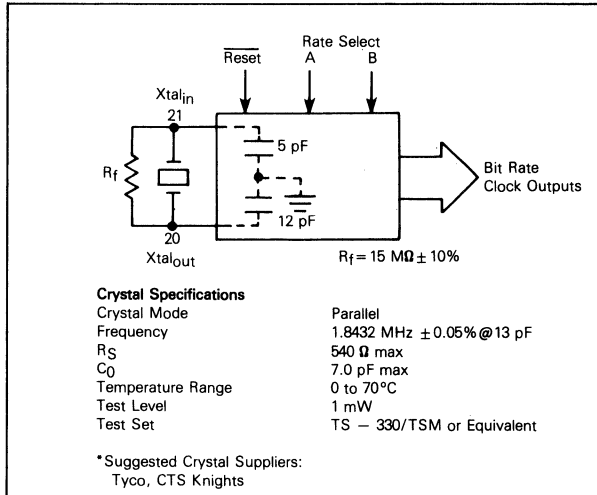 Rate Select
Reset A B
Xtalin
21
5 pF
Rf
Bit Rate
Clock Outputs
12 pF
20
Xtalout
Rf = 15 MΩ ± 10%
Crystal Specifications
Crystal Mode Parallel
Frequency 1.8432 MHz ±0.05%@13 pF
RS 540 Ω max
C0 7.0 pF max
Temperature Range 0 to 70°C
Test Level 1 mW
Test Set TS – 330/TSM or Equivalent
*Suggested Crystal Suppliers:
Tyco, CTS Knights